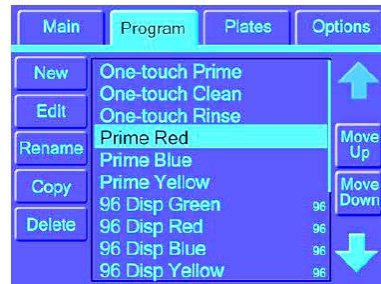 Main Program Plates Options
New
Edit
Rename
Copy
Delete
One-touch Prime
One-touch Clean
One-touch Rinse
Prime Red
Prime Blue
Prime Yellow
96 Disp Green 96
96 Disp Red 96
96 Disp Blue 96
96 Disp Yellow 96
Move
Up
Move
Down